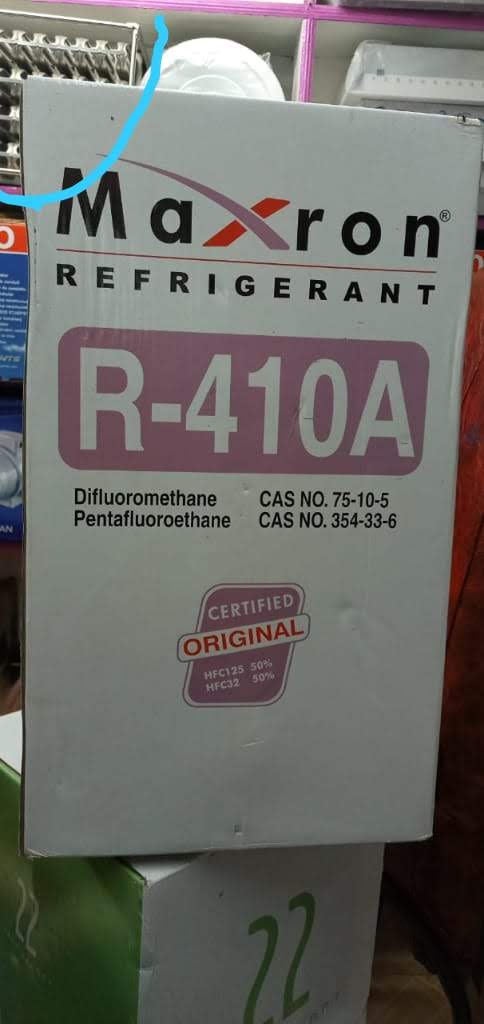 Maxron®
REFRIGERANT
R-410A
Difluoromethane CAS NO. 75-10-5
Pentafluoroethane CAS NO. 354-33-6
CERTIFIED
ORIGINAL
HFC125 50%
HFC32 50%
22
22